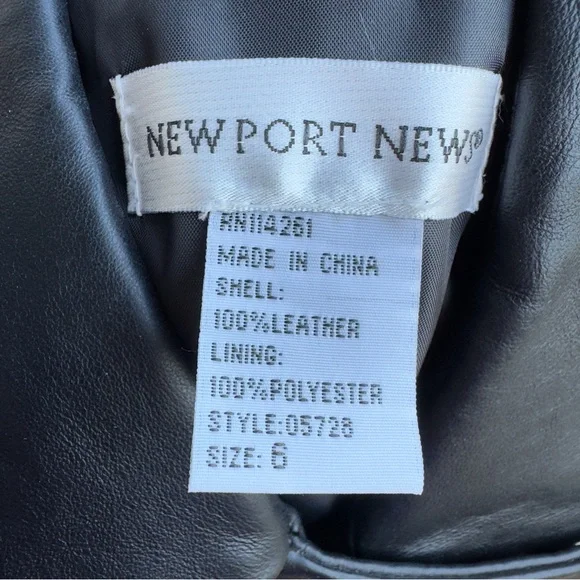 NEWPORT NEWS®
RN114261
MADE IN CHINA
SHELL:
100%LEATHER
LINING:
100%POLYESTER
STYLE:05728
SIZE: 6